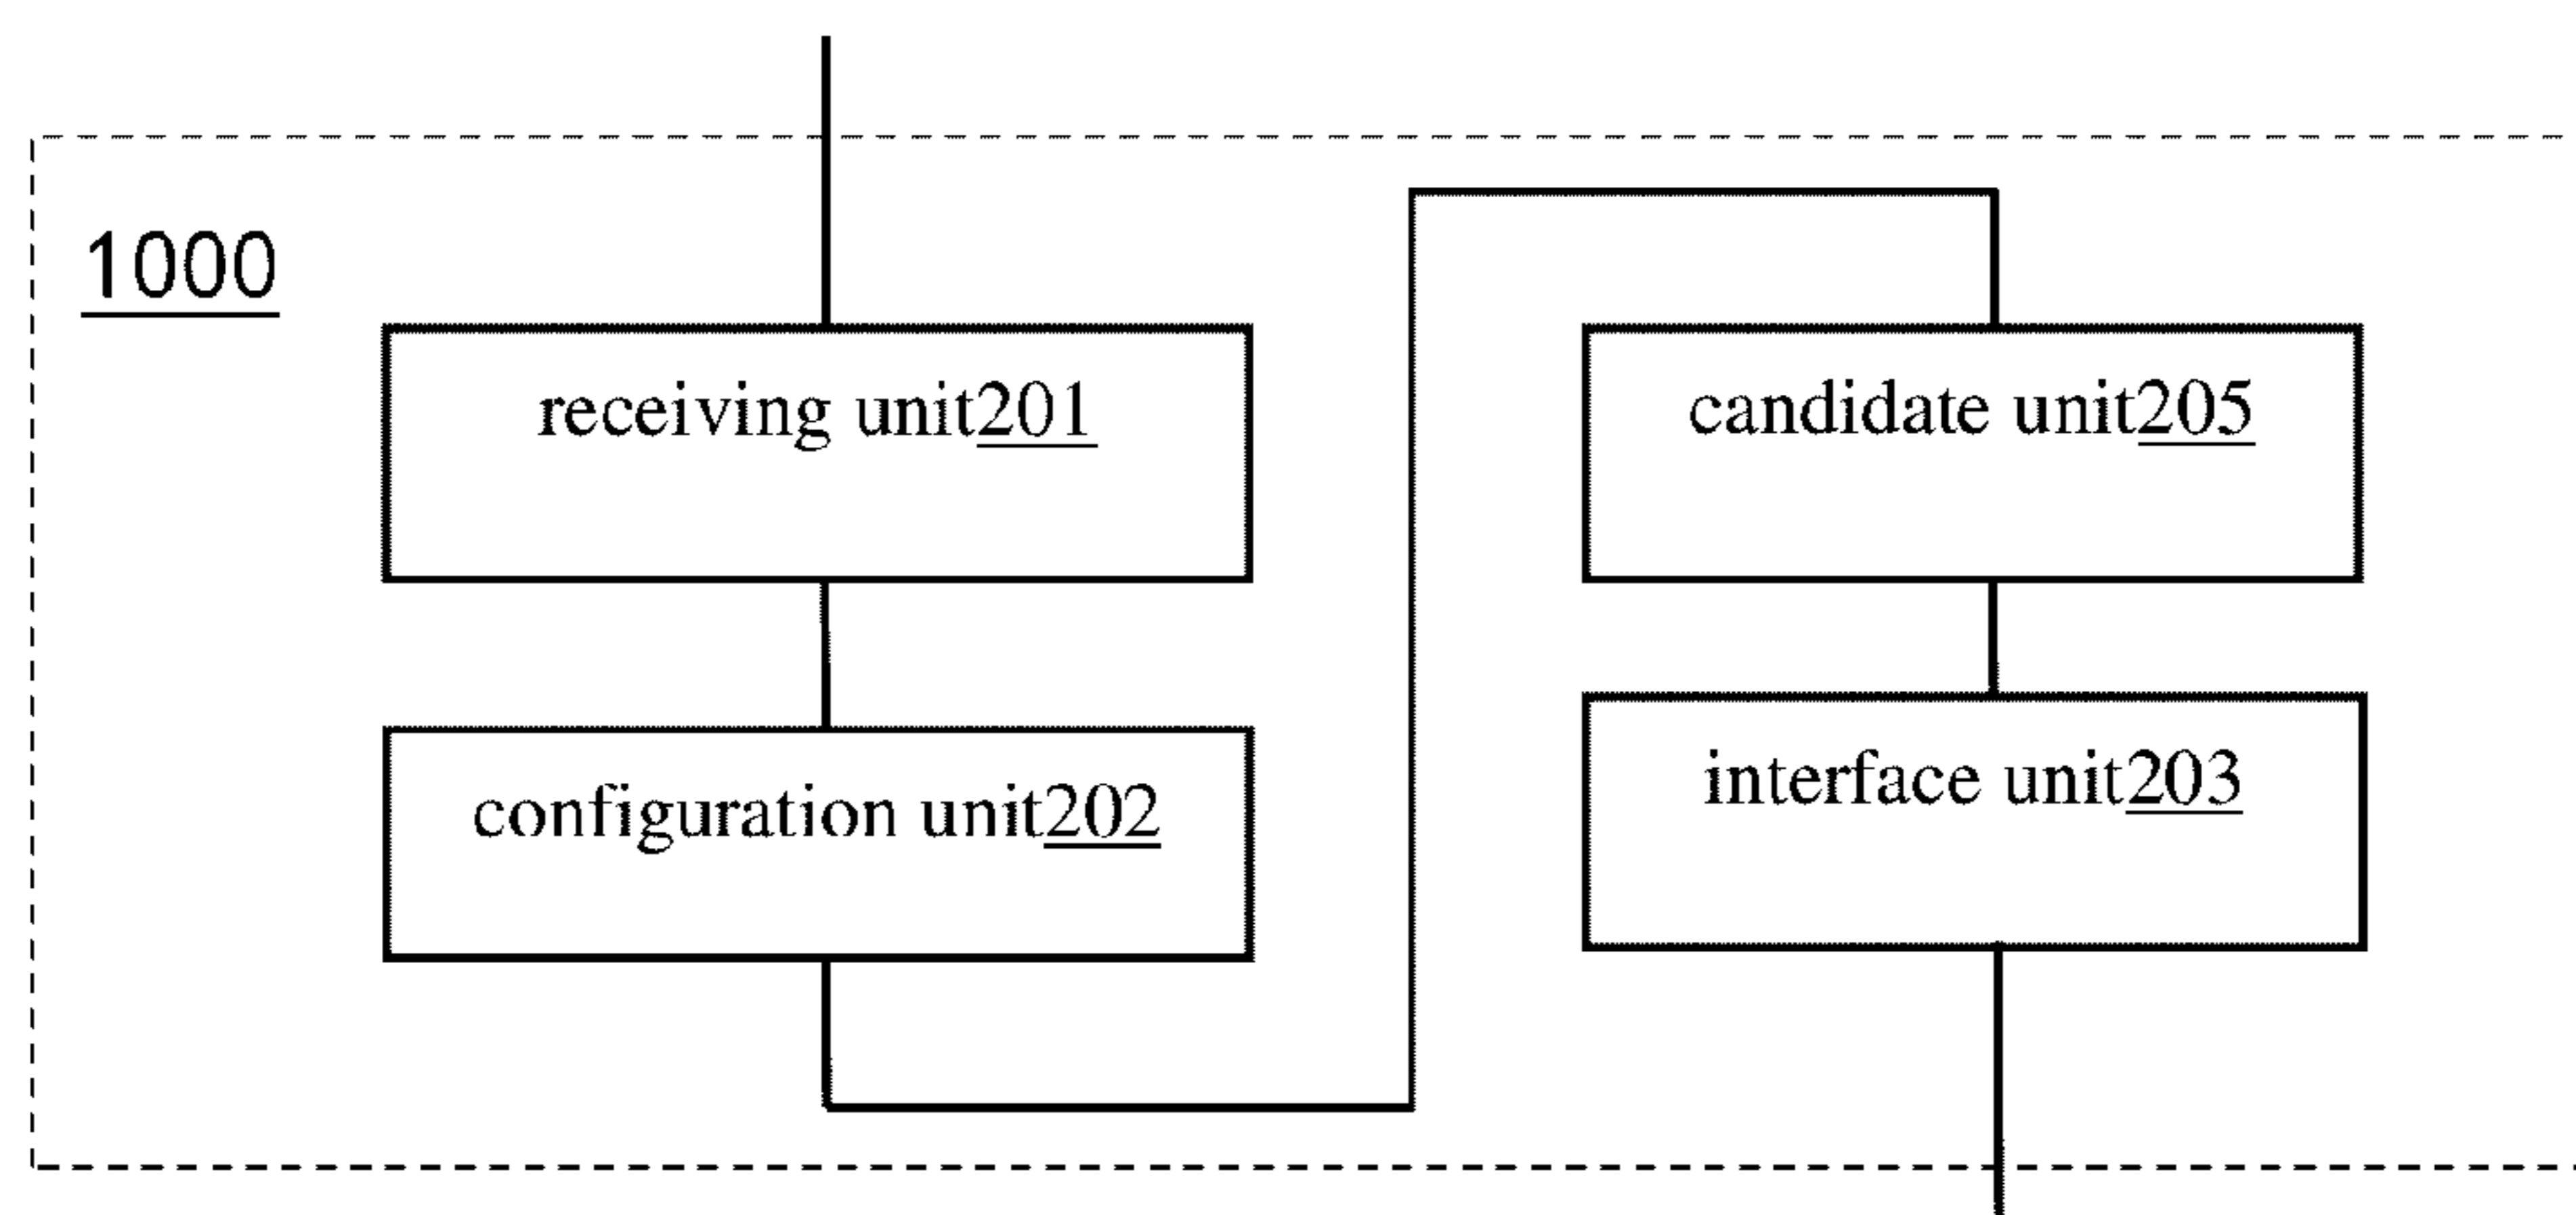 1000
receiving unit201
configuration unit202
candidate unit205
interface unit203